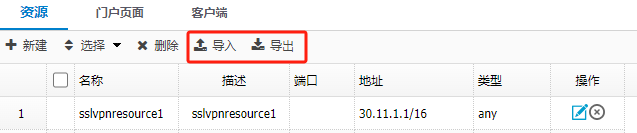 资源 门户页面 客户端
新建 选择 删除 导入 导出
名称 描述 端口 地址 类型 操作
1 sslvpnresource1 sslvpnresource1 30.11.1.1/16 any